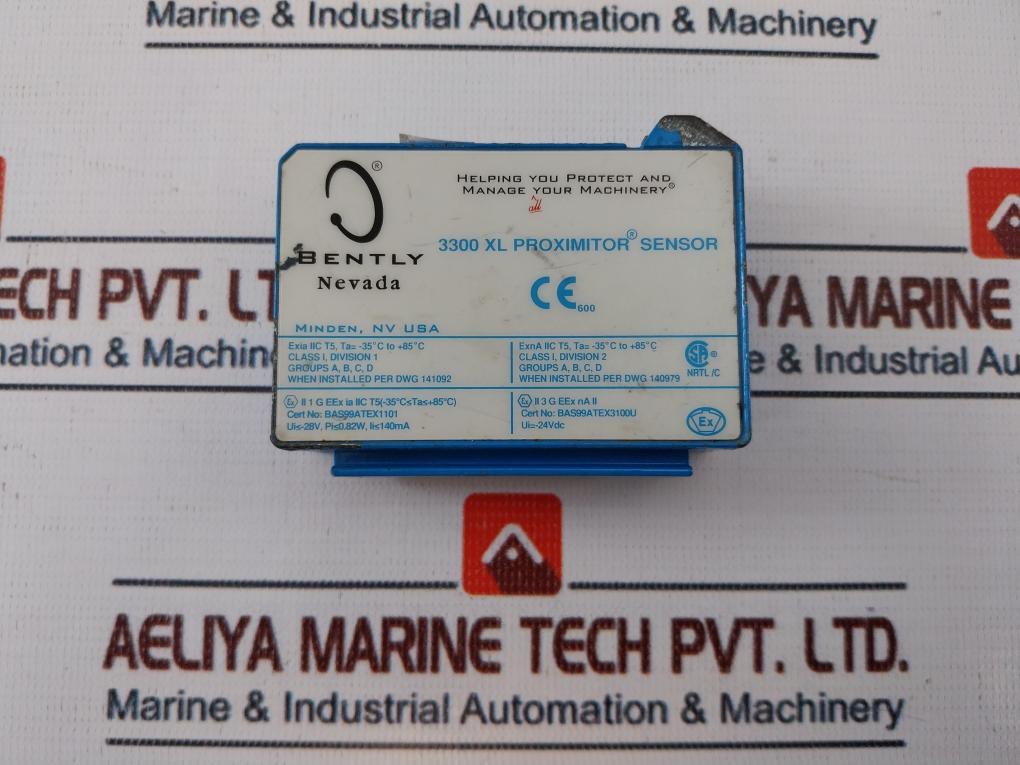 Marine & Industrial Automation & Machinery
®
HELPING YOU PROTECT AND
MANAGE YOUR MACHINERY®
^
all
3300 XL PROXIMITOR® SENSOR
BENTLY
Nevada
CE 600
MINDEN, NV USA
Exia IIC T5, Ta= -35°C to +85°C
CLASS I, DIVISION 1
GROUPS A, B, C, D
WHEN INSTALLED PER DWG 141092
ExnA IIC T5, Ta= -35°C to +85°C
CLASS I, DIVISION 2
GROUPS A, B, C, D
WHEN INSTALLED PER DWG 140979
SA ®
NRTL /C
Ex II 1 G EEx ia IIC T5(-35°C≤Ta≤+85°C)
Cert No: BAS99ATEX1101
Ui≤-28V, Pi≤0.82W, Ii≤140mA
Ex II 3 G EEx nA II
Cert No: BAS99ATEX3100U
Ui=-24Vdc
Ex
ECH PVT. LT
nation & Machin
YA MARINE
& Industrial Au
AELIYA MARINE TECH PVT. LTD.
Marine & Industrial Automation & Machinery